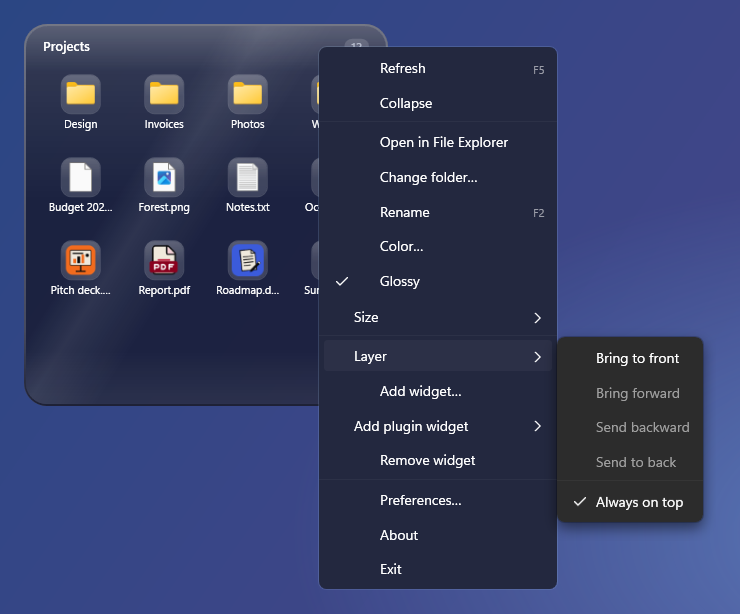 Projects
Design
Invoices
Photos
Budget 202...
Forest.png
Notes.txt
Pitch deck....
Report.pdf
Roadmap.d...
Refresh F5
Collapse
Open in File Explorer
Change folder...
Rename F2
Color...
Glossy
Size
Layer
Add widget...
Add plugin widget
Remove widget
Preferences...
About
Exit
Bring to front
Bring forward
Send backward
Send to back
Always on top